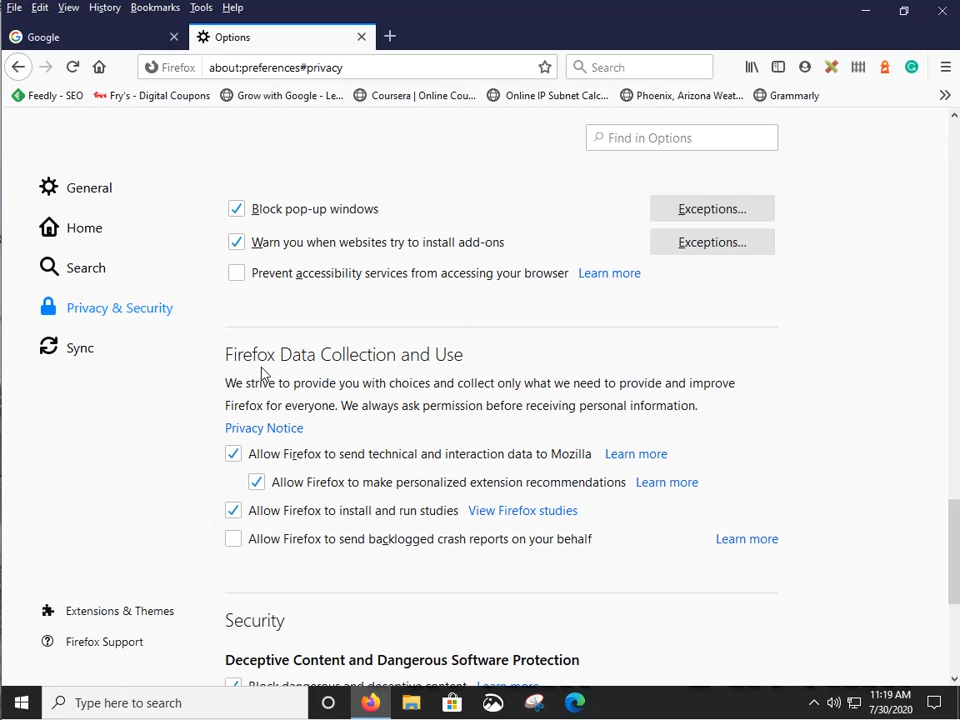 File Edit View History Bookmarks Tools Help
Google
Options
Firefox about:preferences#privacy
Search
Feedly - SEO
Fry's - Digital Coupons
Grow with Google - Le...
Coursera | Online Cou...
Online IP Subnet Calc...
Phoenix, Arizona Weat...
Grammarly
Find in Options
General
Home
Search
Privacy & Security
Sync
Extensions & Themes
Firefox Support
Block pop-up windows Exceptions...
Warn you when websites try to install add-ons Exceptions...
Prevent accessibility services from accessing your browser Learn more
Firefox Data Collection and Use
We strive to provide you with choices and collect only what we need to provide and improve
Firefox for everyone. We always ask permission before receiving personal information.
Privacy Notice
Allow Firefox to send technical and interaction data to Mozilla Learn more
Allow Firefox to make personalized extension recommendations Learn more
Allow Firefox to install and run studies View Firefox studies
Allow Firefox to send backlogged crash reports on your behalf Learn more
Security
Deceptive Content and Dangerous Software Protection
Block dangerous and deceptive content Learn more
Type here to search
11:19 AM
7/30/2020